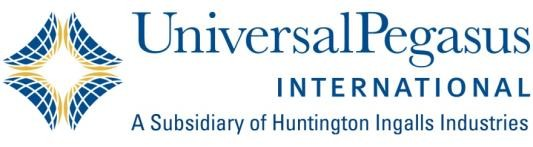 UniversalPegasus
INTERNATIONAL
A Subsidiary of Huntington Ingalls Industries